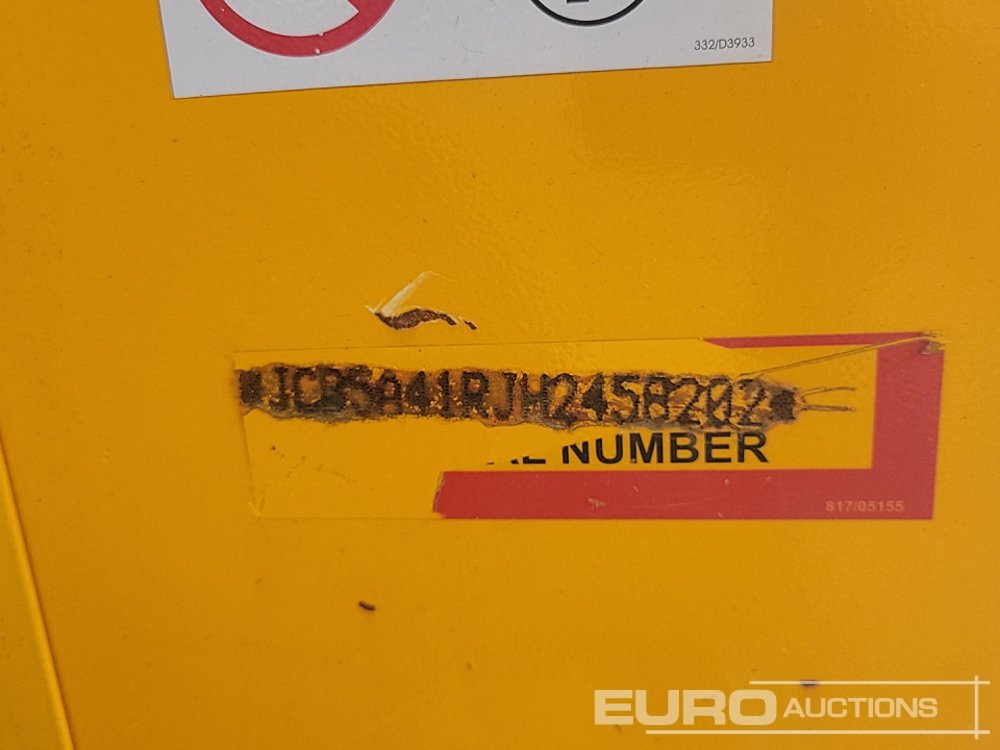 332/D3933
JCB5A41RJH2458202
NUMBER
817/05155
EURO AUCTIONS